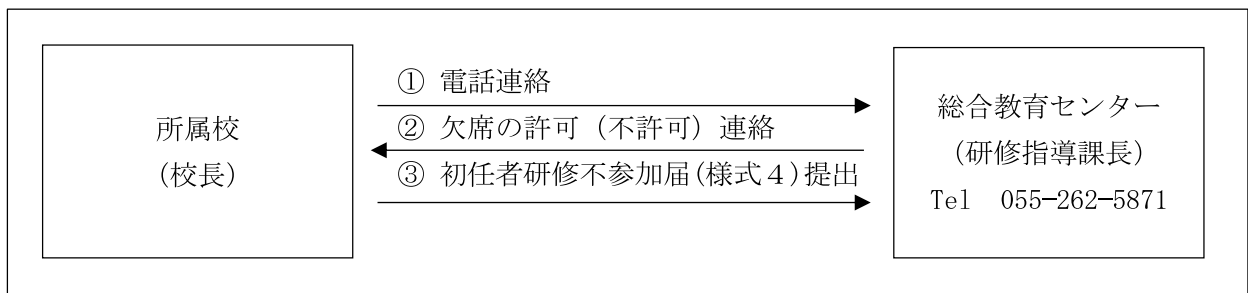 所属校
(校長)
① 電話連絡
② 欠席の許可（不許可）連絡
③ 初任者研修不参加届(様式４)提出
総合教育センター
(研修指導課長)
Tel　055-262-5871